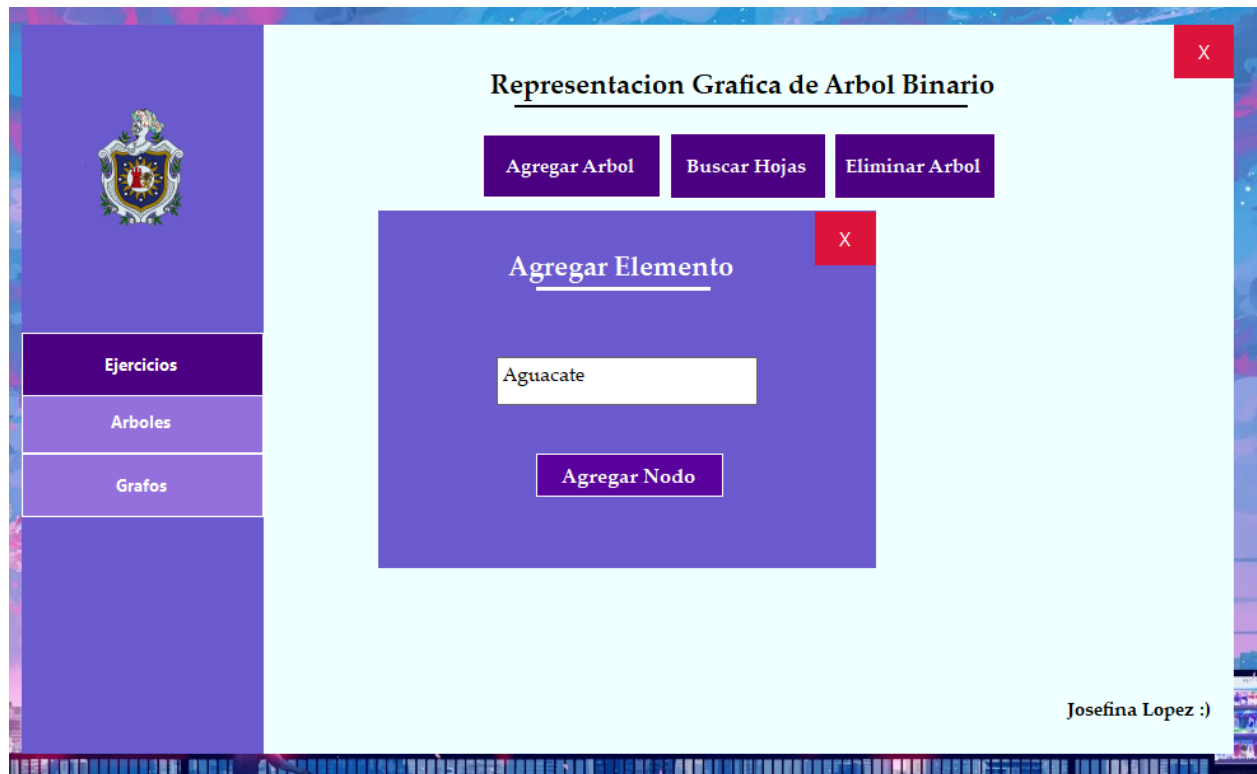 X
Representacion Grafica de Arbol Binario
Agregar Arbol
Buscar Hojas
Eliminar Arbol
X
Agregar Elemento
Ejercicios
Aguacate
Arboles
Agregar Nodo
Grafos
Josefina Lopez :)